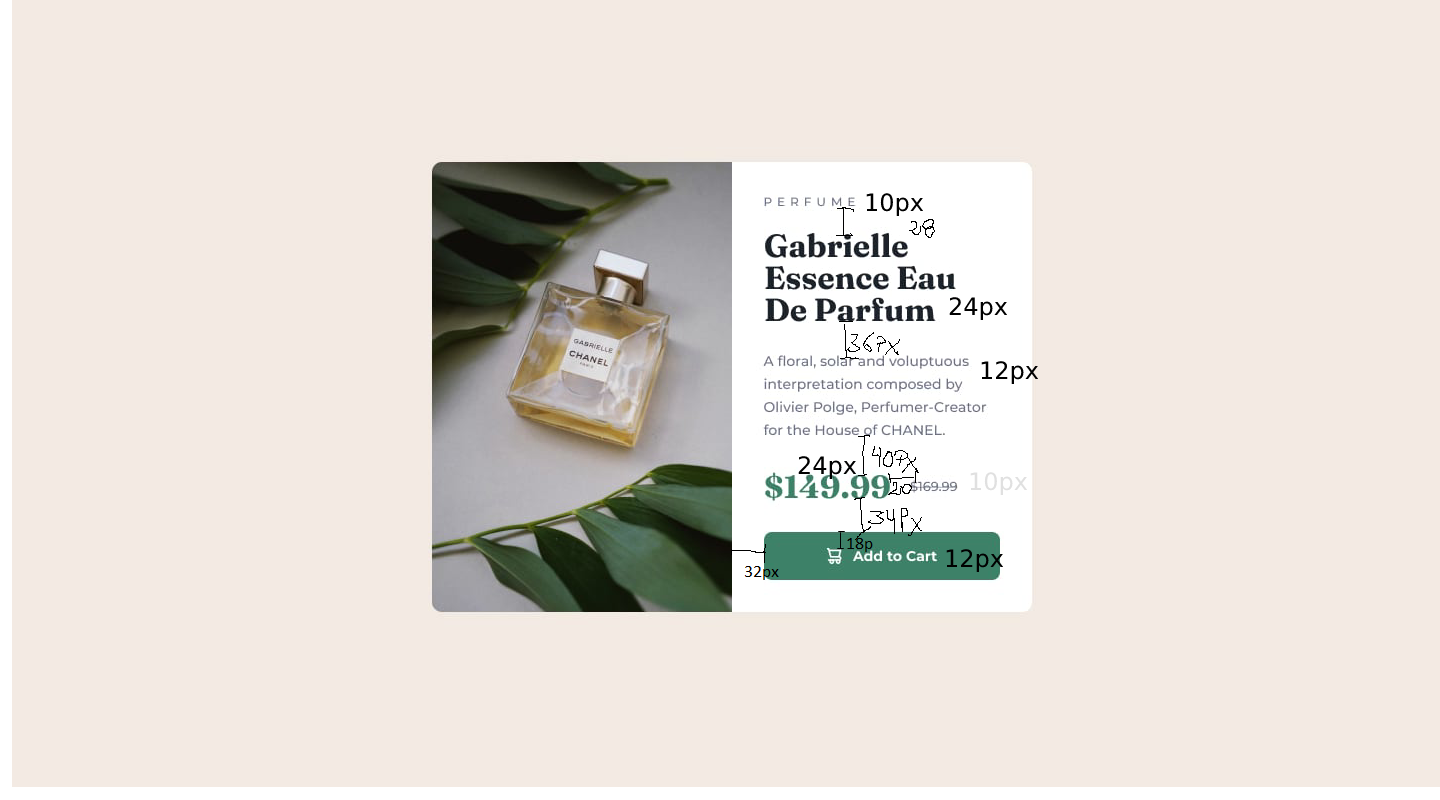 PERFUME 10px
28
Gabrielle
Essence Eau
De Parfum 24px
36px
A floral, solar and voluptuous
interpretation composed by 12px
Olivier Polge, Perfumer-Creator
for the House of CHANEL.
24px 40px
$149.99 20 $169.99 10px
34Px
18p
Add to Cart 12px
32px
GABRIELLE
CHANEL
PARIS